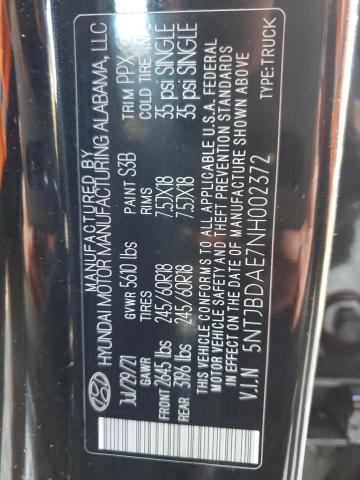 MANUFACTURED BY
HYUNDAI MOTOR MANUFACTURING ALABAMA, LLC
JUL/29/21 GVWR 5610 lbs PAINT S3B TRIM PPX
GAWR TIRES RIMS COLD TIRE
FRONT 2645 lbs 245/60R18 7.5JX18 35 psi SINGLE
REAR 3196 lbs 245/60R18 7.5JX18 35 psi SINGLE
THIS VEHICLE CONFORMS TO ALL APPLICABLE U.S.A. FEDERAL
MOTOR VEHICLE SAFETY AND THEFT PREVENTION STANDARDS
IN EFFECT ON THE DATE OF MANUFACTURE SHOWN ABOVE
V.I.N 5NTJBDAE7NH002372 TYPE:TRUCK